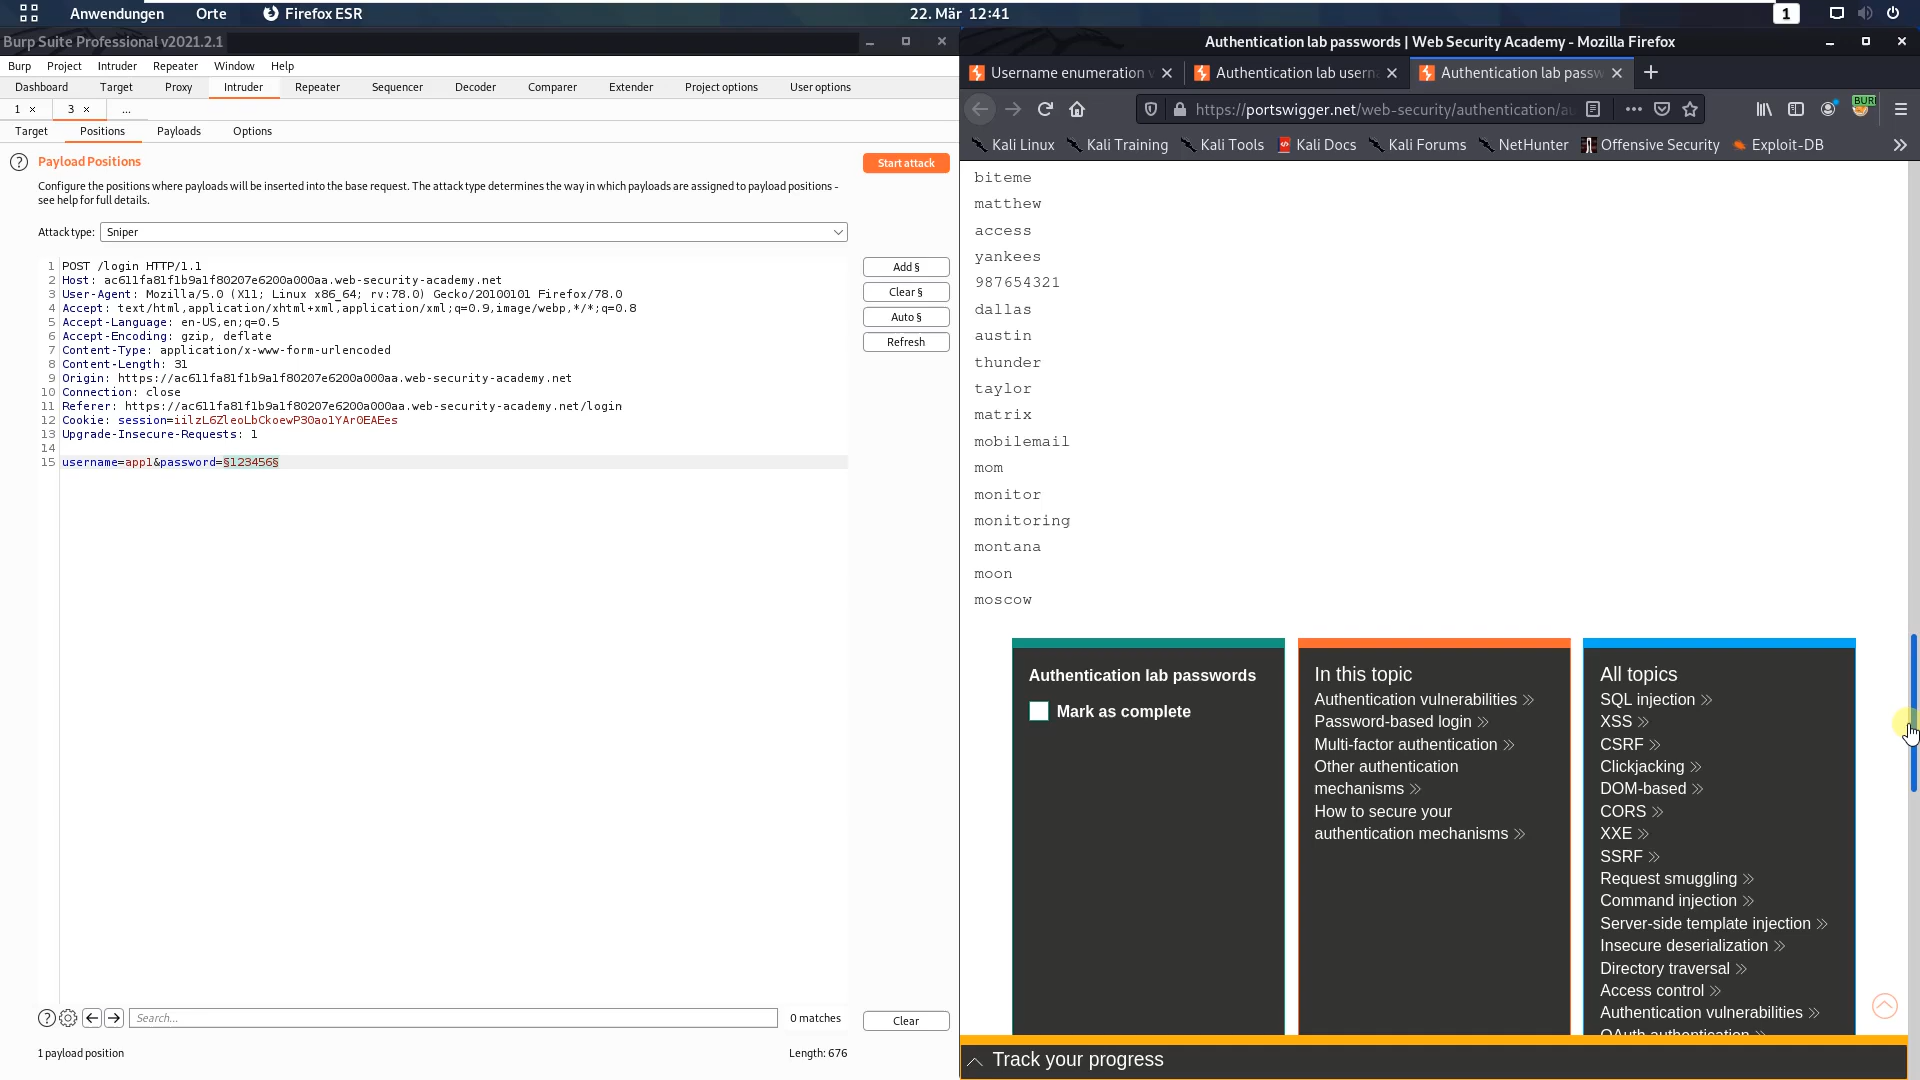 Anwendungen Orte Firefox ESR 22. Mär 12:41 1
Burp Suite Professional v2021.2.1
Burp Project Intruder Repeater Window Help
Dashboard Target Proxy Intruder Repeater Sequencer Decoder Comparer Extender Project options User options
1 × 3 × ...
Target Positions Payloads Options
? Payload Positions
Start attack
Configure the positions where payloads will be inserted into the base request. The attack type determines the way in which payloads are assigned to payload positions -
see help for full details.
Attack type: Sniper
1 POST /login HTTP/1.1
2 Host: ac611fa81f1b9a1f80207e6200a000aa.web-security-academy.net
3 User-Agent: Mozilla/5.0 (X11; Linux x86_64; rv:78.0) Gecko/20100101 Firefox/78.0
4 Accept: text/html,application/xhtml+xml,application/xml;q=0.9,image/webp,*/*;q=0.8
5 Accept-Language: en-US,en;q=0.5
6 Accept-Encoding: gzip, deflate
7 Content-Type: application/x-www-form-urlencoded
8 Content-Length: 31
9 Origin: https://ac611fa81f1b9a1f80207e6200a000aa.web-security-academy.net
10 Connection: close
11 Referer: https://ac611fa81f1b9a1f80207e6200a000aa.web-security-academy.net/login
12 Cookie: session=iilzL6ZleoLbCkoewP30ao1YAr0EAEes
13 Upgrade-Insecure-Requests: 1
14
15 username=app1&password=§123456§
Add §
Clear §
Auto §
Refresh
? Search... 0 matches Clear
1 payload position Length: 676
Authentication lab passwords | Web Security Academy - Mozilla Firefox
Username enumeration v Authentication lab usern Authentication lab passw
https://portswigger.net/web-security/authentication/au
BURP
Kali Linux Kali Training Kali Tools Kali Docs Kali Forums NetHunter Offensive Security Exploit-DB
biteme
matthew
access
yankees
987654321
dallas
austin
thunder
taylor
matrix
mobilemail
mom
monitor
monitoring
montana
moon
moscow
Authentication lab passwords
Mark as complete
In this topic
Authentication vulnerabilities
Password-based login
Multi-factor authentication
Other authentication
mechanisms
How to secure your
authentication mechanisms
All topics
SQL injection
XSS
CSRF
Clickjacking
DOM-based
CORS
XXE
SSRF
Request smuggling
Command injection
Server-side template injection
Insecure deserialization
Directory traversal
Access control
Authentication vulnerabilities
OAuth authentication
Track your progress